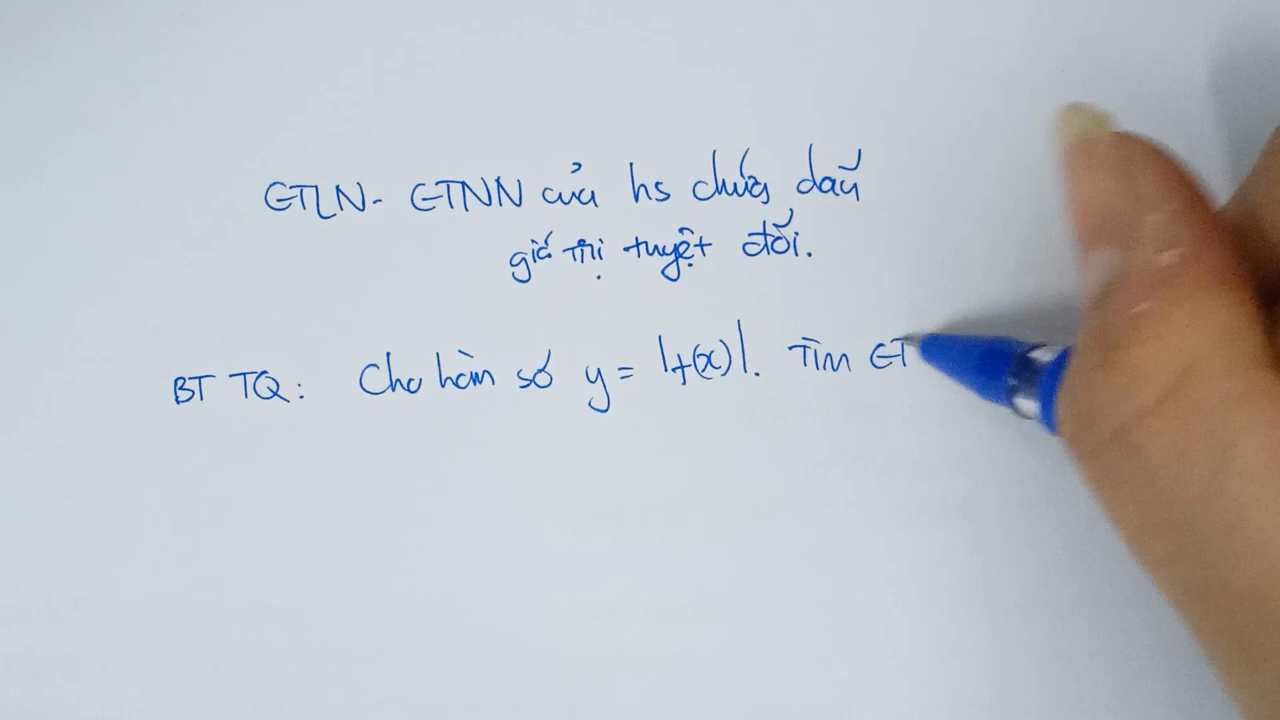 GTLN - GTNN của hs chứa dấu
giá trị tuyệt đối.
BT TQ: Cho hàm số y = |f(x)|. Tìm GT